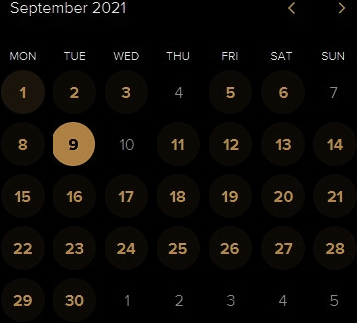 September 2021
MON TUE WED THU FRI SAT SUN
1 2 3 4 5 6 7
8 9 10 11 12 13 14
15 16 17 18 19 20 21
22 23 24 25 26 27 28
29 30 1 2 3 4 5